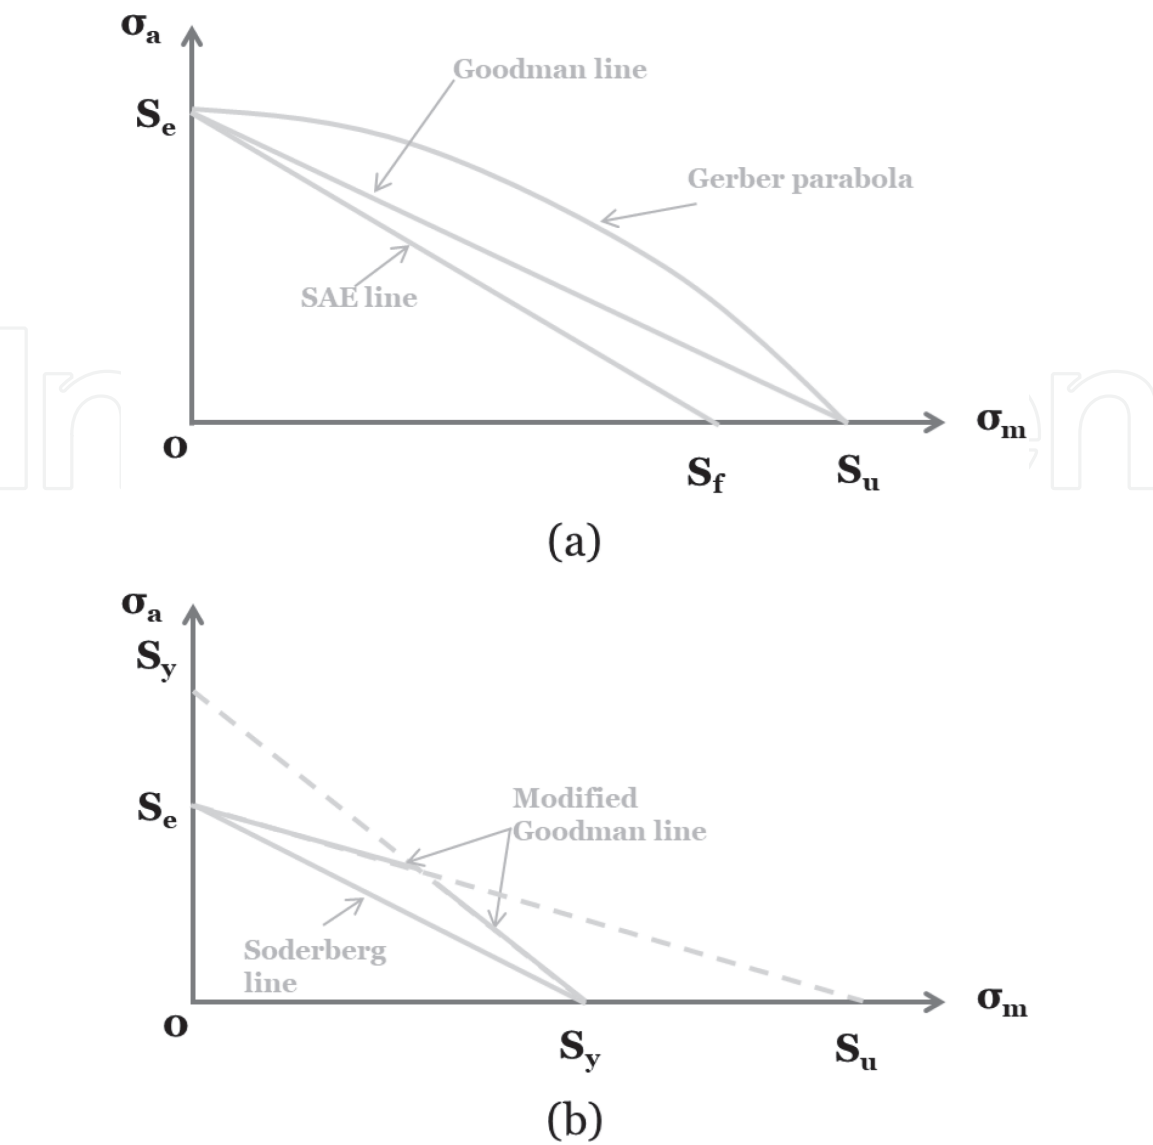 σa
Se
Goodman line
Gerber parabola
SAE line
o
Sf
Su
σm
(a)
σa
Sy
Se
Modified
Goodman line
Soderberg
line
o
Sy
Su
σm
(b)